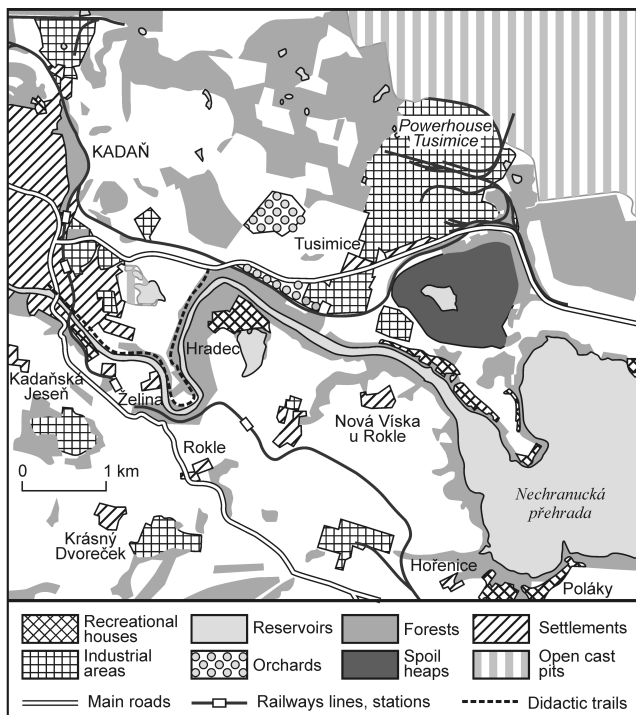 Powerhouse
Tusimice
KADAŇ
Tusimice
Hradec
Kadaňská
Jeseň
Želina
Nová Víska
u Rokle
0 1 km
Rokle
Nechranucká
přehrada
Krásný
Dvoreček
Hořenice
Poláky
Recreational
houses
Reservoirs
Forests
Settlements
Industrial
areas
Orchards
Spoil
heaps
Open cast
pits
Main roads
Railways lines, stations
Didactic trails